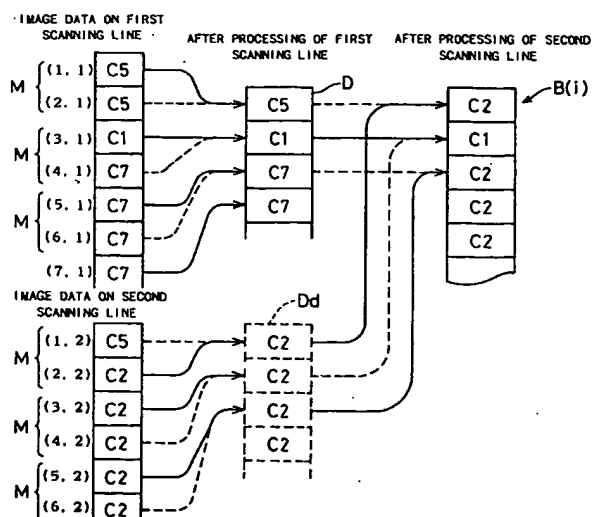 IMAGE DATA ON FIRST
SCANNING LINE
AFTER PROCESSING OF FIRST
SCANNING LINE
AFTER PROCESSING OF SECOND
SCANNING LINE
M
(1, 1) C5
(2, 1) C5
M
(3, 1) C1
(4, 1) C7
M
(5, 1) C7
(6, 1) C7
(7, 1) C7
D
C5
C1
C7
C7
B(i)
C2
C1
C2
C2
C2
IMAGE DATA ON SECOND
SCANNING LINE
M
(1, 2) C5
(2, 2) C2
M
(3, 2) C2
(4, 2) C2
M
(5, 2) C2
(6, 2) C2
Dd
C2
C2
C2
C2